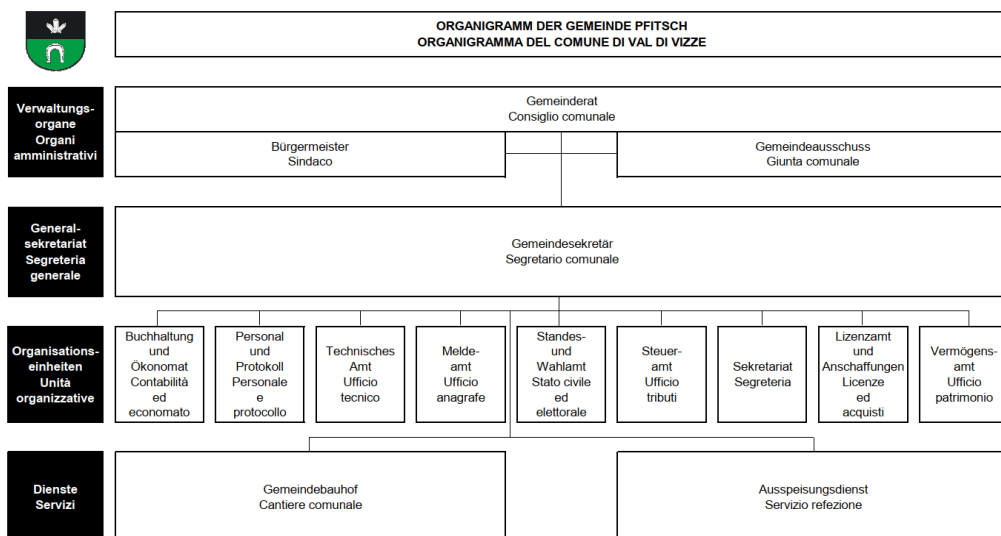 ORGANIGRAMM DER GEMEINDE PFITSCH
ORGANIGRAMMA DEL COMUNE DI VAL DI VIZZE
Verwaltungs-
organe
Organi
amministrativi
Gemeinderat
Consiglio comunale
Bürgermeister
Sindaco
Gemeindeausschuss
Giunta comunale
General-
sekretariat
Segreteria
generale
Gemeindesekretär
Segretario comunale
Organisations-
einheiten
Unità
organizzative
Buchhaltung
und
Ökonomat
Contabilità
ed
economato
Personal
und
Protokoll
Personale
e
protocollo
Technisches
Amt
Ufficio
tecnico
Melde-
amt
Ufficio
anagrafe
Standes-
und
Wahlamt
Stato civile
ed
elettorale
Steuer-
amt
Ufficio
tributi
Sekretariat
Segreteria
Lizenzamt
und
Anschaffungen
Licenze
ed
acquisti
Vermögens-
amt
Ufficio
patrimonio
Dienste
Servizi
Gemeindebauhof
Cantiere comunale
Ausspeisungsdienst
Servizio refezione